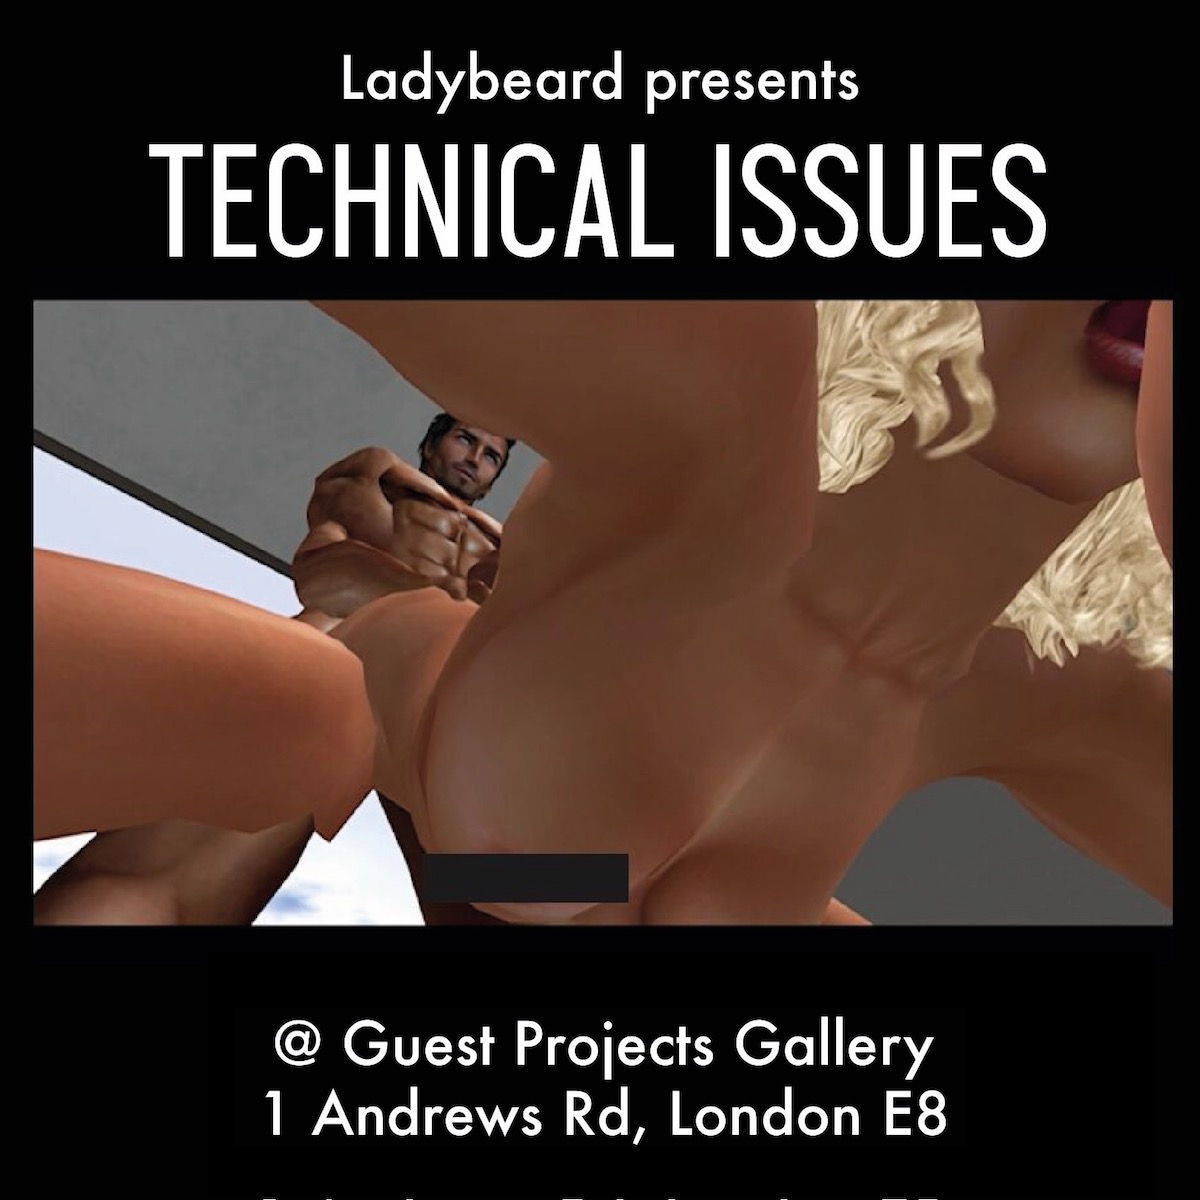 Ladybeard presents
TECHNICAL ISSUES
@ Guest Projects Gallery
1 Andrews Rd, London E8